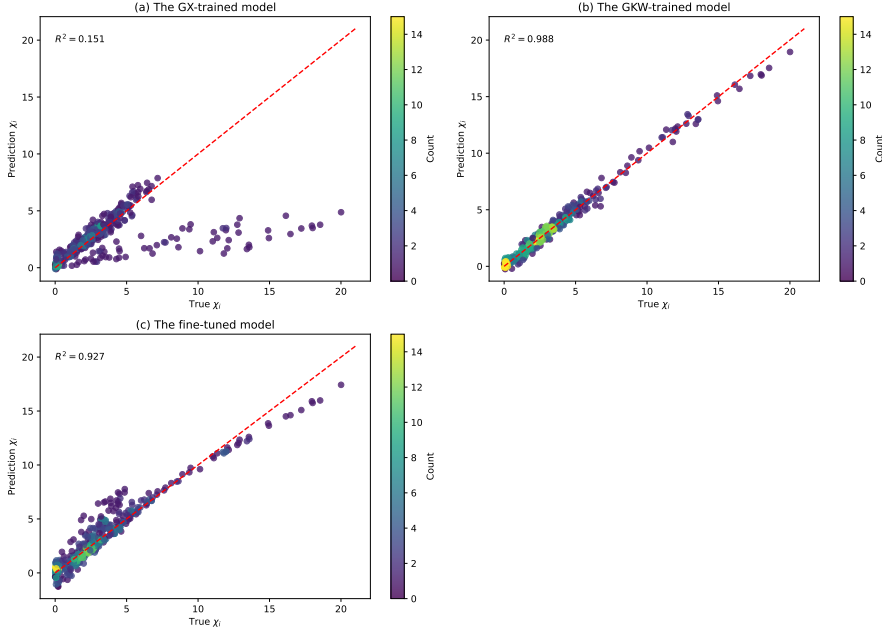 (a) The GX-trained model
R² = 0.151
Prediction χᵢ
20
15
10
5
0
0 5 10 15 20
True χᵢ
14
12
10
8
6
4
2
0
Count
(b) The GKW-trained model
R² = 0.988
Prediction χᵢ
20
15
10
5
0
0 5 10 15 20
True χᵢ
14
12
10
8
6
4
2
0
Count
(c) The fine-tuned model
R² = 0.927
Prediction χᵢ
20
15
10
5
0
0 5 10 15 20
True χᵢ
14
12
10
8
6
4
2
0
Count